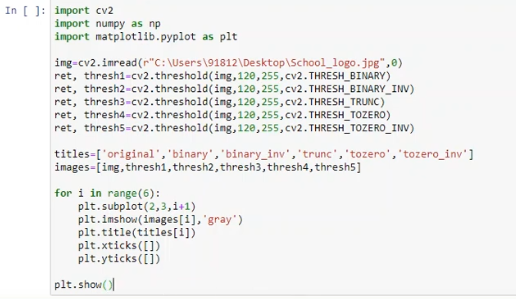 In [ ]: import cv2
import numpy as np
import matplotlib.pyplot as plt

img=cv2.imread(r"C:\Users\91812\Desktop\School_logo.jpg",0)
ret, thresh1=cv2.threshold(img,120,255,cv2.THRESH_BINARY)
ret, thresh2=cv2.threshold(img,120,255,cv2.THRESH_BINARY_INV)
ret, thresh3=cv2.threshold(img,120,255,cv2.THRESH_TRUNC)
ret, thresh4=cv2.threshold(img,120,255,cv2.THRESH_TOZERO)
ret, thresh5=cv2.threshold(img,120,255,cv2.THRESH_TOZERO_INV)

titles=['original','binary','binary_inv','trunc','tozero','tozero_inv']
images=[img,thresh1,thresh2,thresh3,thresh4,thresh5]

for i in range(6):
    plt.subplot(2,3,i+1)
    plt.imshow(images[i],'gray')
    plt.title(titles[i])
    plt.xticks([])
    plt.yticks([])

plt.show()